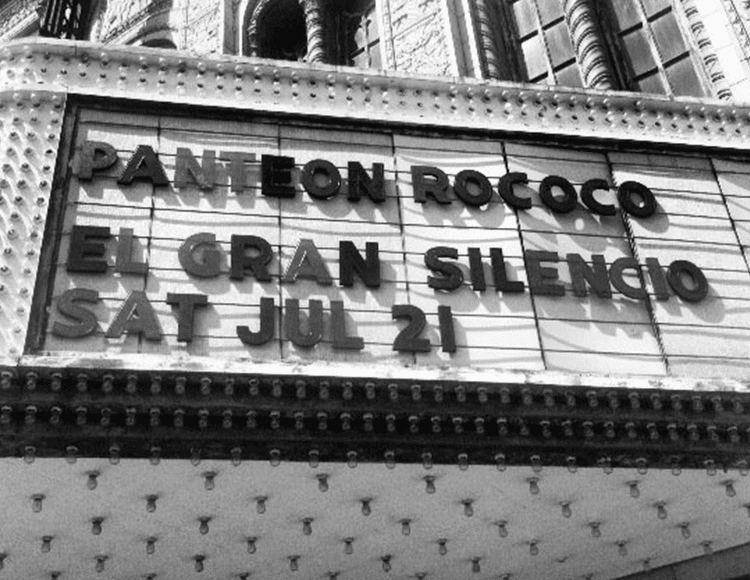 PANTEON ROCOCO
EL GRAN SILENCIO
SAT JUL 21